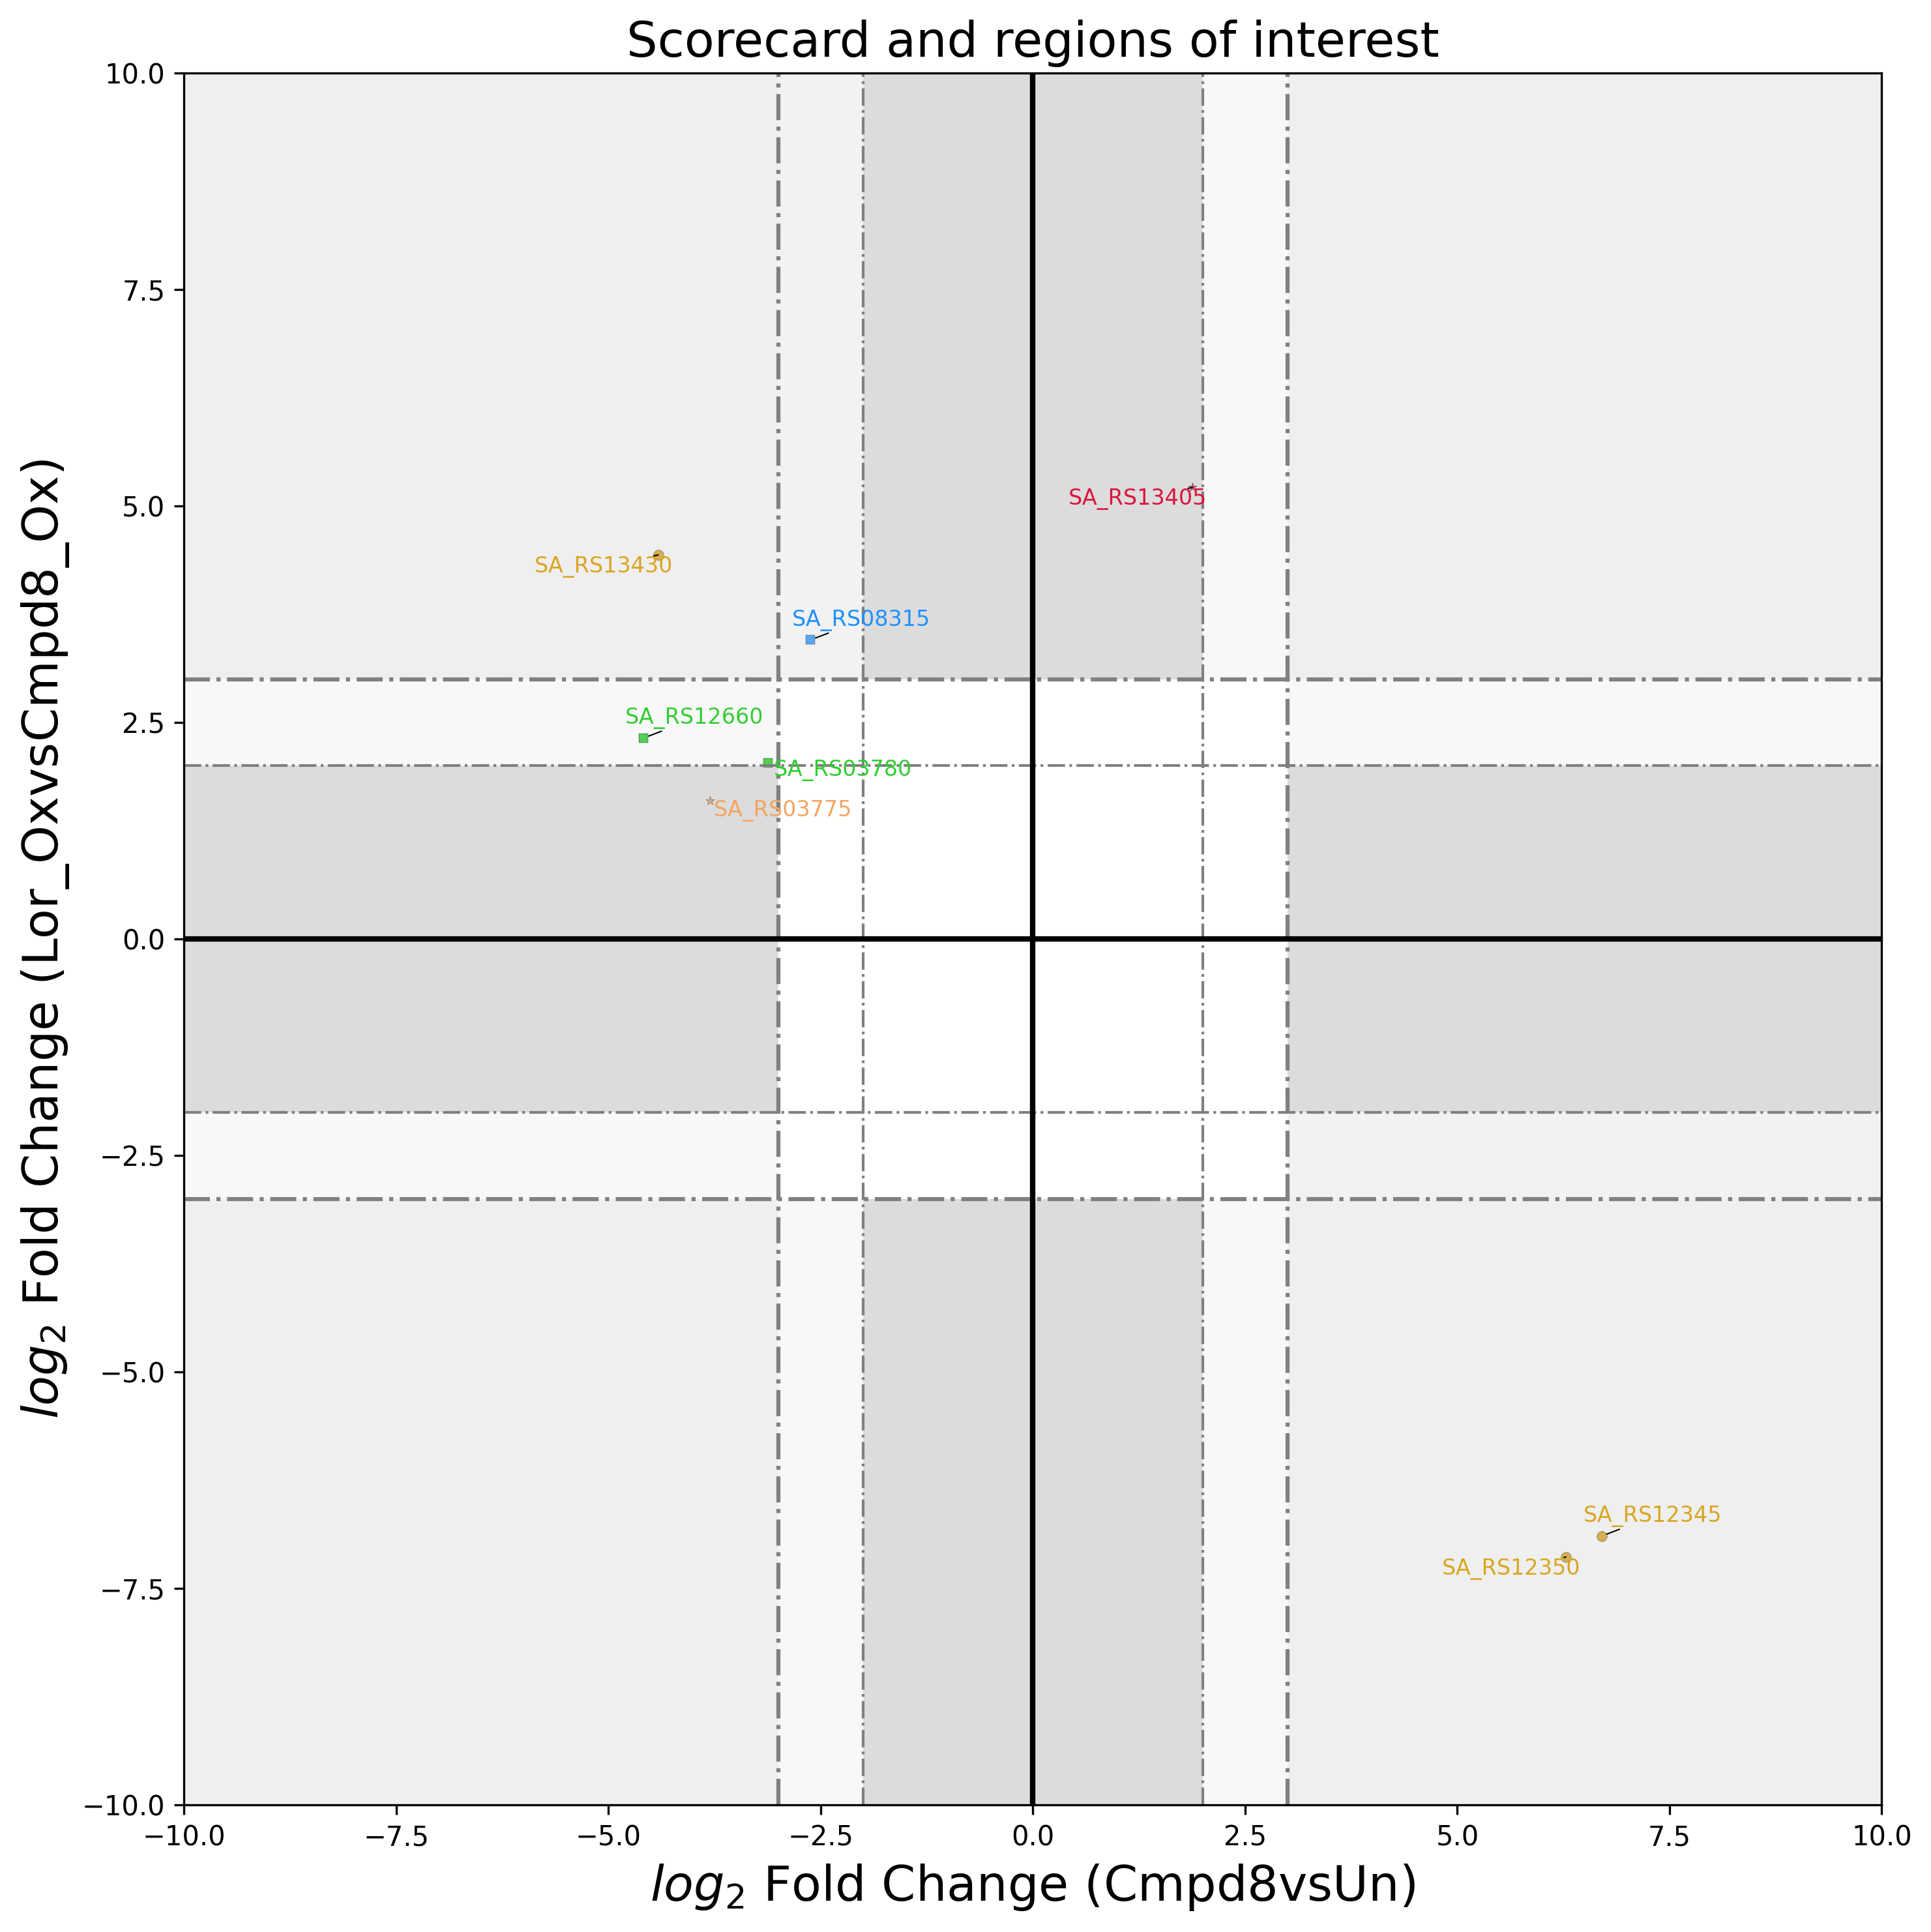 Scorecard and regions of interest
log2 Fold Change (Lor_OxvsCmpd8_Ox)
10.0
7.5
5.0
2.5
0.0
−2.5
−5.0
−7.5
−10.0
SA_RS13405
SA_RS13430
SA_RS08315
SA_RS12660
SA_RS03780
SA_RS03775
SA_RS12345
SA_RS12350
−10.0
−7.5
−5.0
−2.5
0.0
2.5
5.0
7.5
10.0
log2 Fold Change (Cmpd8vsUn)